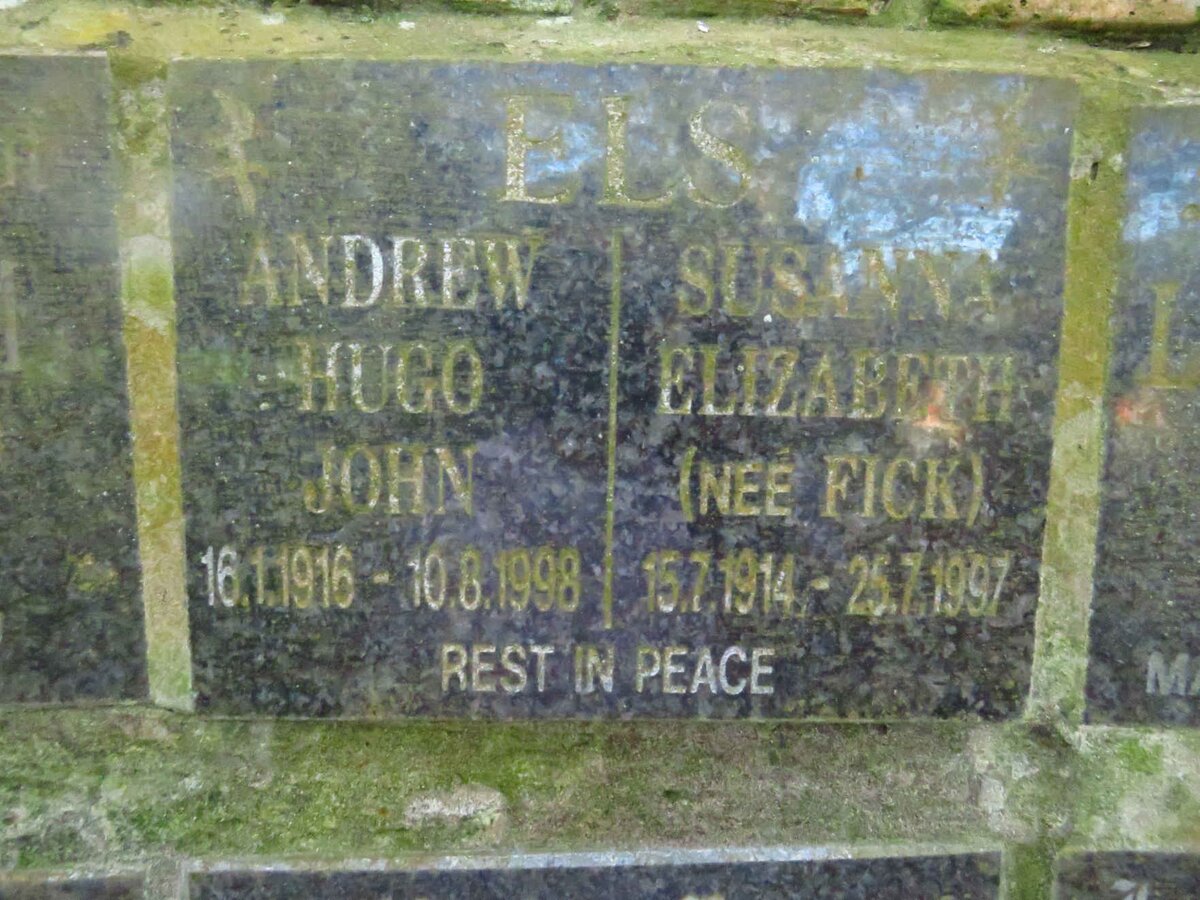 ELS
ANDREW
HUGO
JOHN
16.1.1916 - 10.8.1998
SUSANNA
ELIZABETH
(NEÉ FICK)
15.7.1914 - 25.7.1997
REST IN PEACE